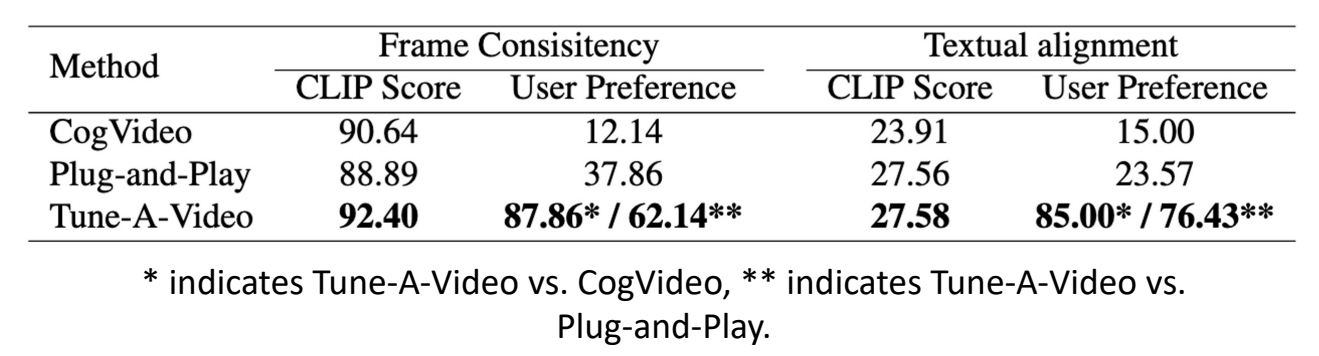 Method Frame Consisitency Textual alignment
CLIP Score User Preference CLIP Score User Preference
CogVideo 90.64 12.14 23.91 15.00
Plug-and-Play 88.89 37.86 27.56 23.57
Tune-A-Video 92.40 87.86* / 62.14** 27.58 85.00* / 76.43**
* indicates Tune-A-Video vs. CogVideo, ** indicates Tune-A-Video vs.
Plug-and-Play.